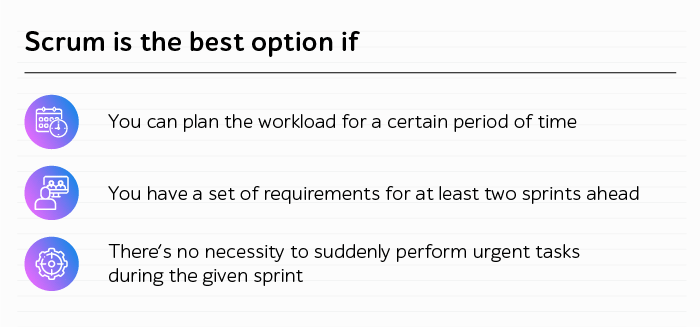 Scrum is the best option if
You can plan the workload for a certain period of time
You have a set of requirements for at least two sprints ahead
There's no necessity to suddenly perform urgent tasks
during the given sprint